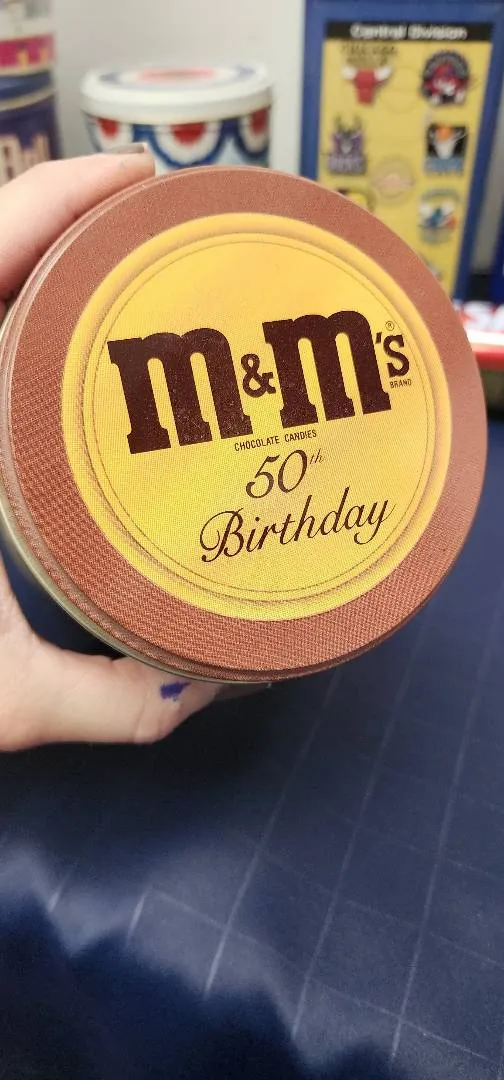 Central Division
m&m's®
BRAND
CHOCOLATE CANDIES
50th
Birthday